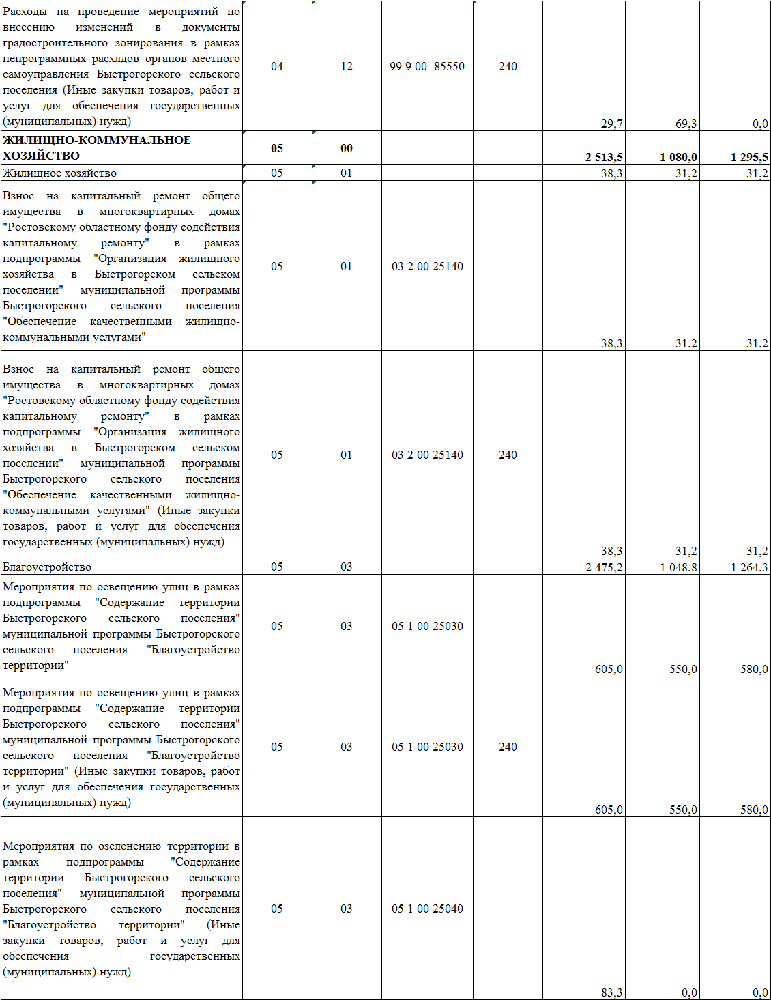 Расходы на проведение мероприятий по
внесению изменений в документы
градостроительного зонирования в рамках
непрограммных расхлдов органов местного
самоуправления Быстрогорского сельского
поселения (Иные закупки товаров, работ и
услуг для обеспечения государственных
(муниципальных) нужд)
04 12 99 9 00  85550 240
29,7 69,3 0,0
ЖИЛИЩНО-КОММУНАЛЬНОЕ
ХОЗЯЙСТВО
05 00
2 513,5 1 080,0 1 295,5
Жилищное хозяйство 05 01 38,3 31,2 31,2
Взнос на капитальный ремонт общего
имущества в многоквартирных домах
"Ростовскому областному фонду содействия
капитальному ремонту" в рамках
подпрограммы "Организация жилищного
хозяйства в Быстрогорском сельском
поселении" муниципальной программы
Быстрогорского сельского поселения
"Обеспечение качественными жилищно-
коммунальными услугами"
05 01 03 2 00 25140
38,3 31,2 31,2
Взнос на капитальный ремонт общего
имущества в многоквартирных домах
"Ростовскому областному фонду содействия
капитальному ремонту" в рамках
подпрограммы "Организация жилищного
хозяйства в Быстрогорском сельском
поселении" муниципальной программы
Быстрогорского сельского поселения
"Обеспечение качественными жилищно-
коммунальными услугами" (Иные закупки
товаров, работ и услуг для обеспечения
государственных (муниципальных) нужд)
05 01 03 2 00 25140 240
38,3 31,2 31,2
Благоустройство 05 03 2 475,2 1 048,8 1 264,3
Мероприятия по освещению улиц в рамках
подпрограммы "Содержание территории
Быстрогорского сельского поселения"
муниципальной программы Быстрогорского
сельского поселения "Благоустройство
территории"
05 03 05 1 00 25030
605,0 550,0 580,0
Мероприятия по освещению улиц в рамках
подпрограммы "Содержание территории
Быстрогорского сельского поселения"
муниципальной программы Быстрогорского
сельского поселения "Благоустройство
территории" (Иные закупки товаров, работ
и услуг для обеспечения государственных
(муниципальных) нужд)
05 03 05 1 00 25030 240
605,0 550,0 580,0
Мероприятия по озеленению территории в
рамках подпрограммы "Содержание
территории Быстрогорского сельского
поселения" муниципальной программы
Быстрогорского сельского поселения
"Благоустройство территории" (Иные
закупки товаров, работ и услуг для
обеспечения государственных
(муниципальных) нужд)
05 03 05 1 00 25040
83,3 0,0 0,0